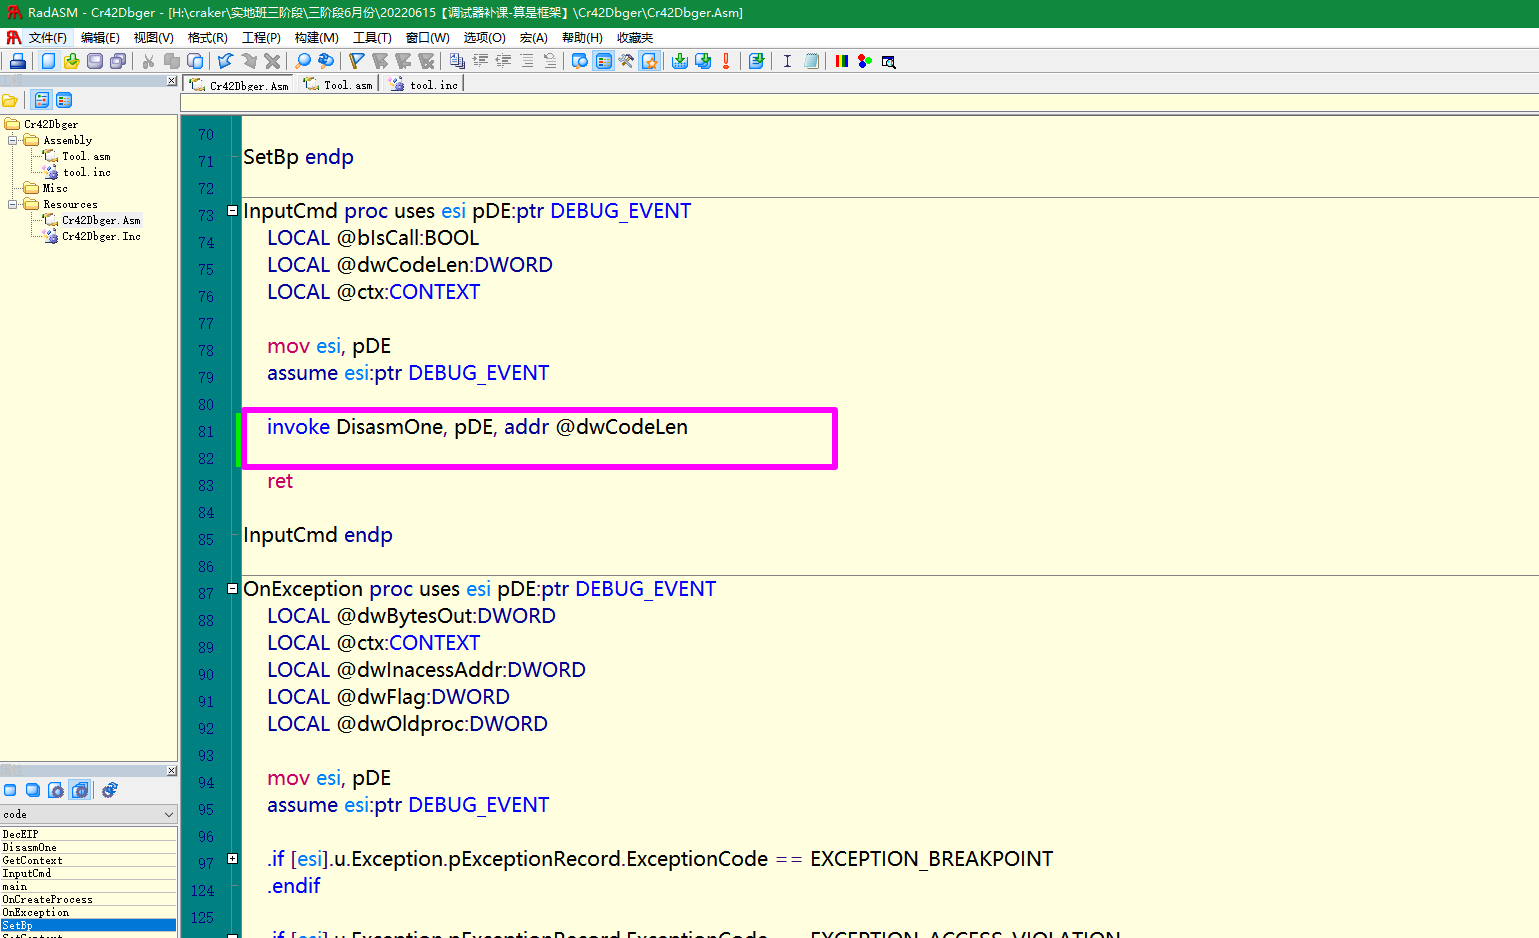 RadASM - Cr42Dbger - [H:\craker\实地班三阶段\三阶段6月份\20220615【调试器补课-算是框架】\Cr42Dbger\Cr42Dbger.Asm]
文件(F) 编辑(E) 视图(V) 格式(R) 工程(P) 构建(M) 工具(T) 窗口(W) 选项(O) 宏(A) 帮助(H) 收藏夹
Cr42Dbger.Asm Tool.asm tool.inc
Cr42Dbger
Assembly
Tool.asm
tool.inc
Misc
Resources
Cr42Dbger.Asm
Cr42Dbger.Inc
code
DecEIP
DisasmOne
GetContext
InputCmd
main
OnCreateProcess
OnException
SetBp
70
71 SetBp endp
72
73 InputCmd proc uses esi pDE:ptr DEBUG_EVENT
74 LOCAL @bIsCall:BOOL
75 LOCAL @dwCodeLen:DWORD
76 LOCAL @ctx:CONTEXT
77
78 mov esi, pDE
79 assume esi:ptr DEBUG_EVENT
80
81 invoke DisasmOne, pDE, addr @dwCodeLen
82
83 ret
84
85 InputCmd endp
86
87 OnException proc uses esi pDE:ptr DEBUG_EVENT
88 LOCAL @dwBytesOut:DWORD
89 LOCAL @ctx:CONTEXT
90 LOCAL @dwInacessAddr:DWORD
91 LOCAL @dwFlag:DWORD
92 LOCAL @dwOldproc:DWORD
93
94 mov esi, pDE
95 assume esi:ptr DEBUG_EVENT
96
97 .if [esi].u.Exception.pExceptionRecord.ExceptionCode == EXCEPTION_BREAKPOINT
124 .endif
125
.if [esi].u.Exception.pExceptionRecord.ExceptionCode == EXCEPTION_ACCESS_VIOLATION